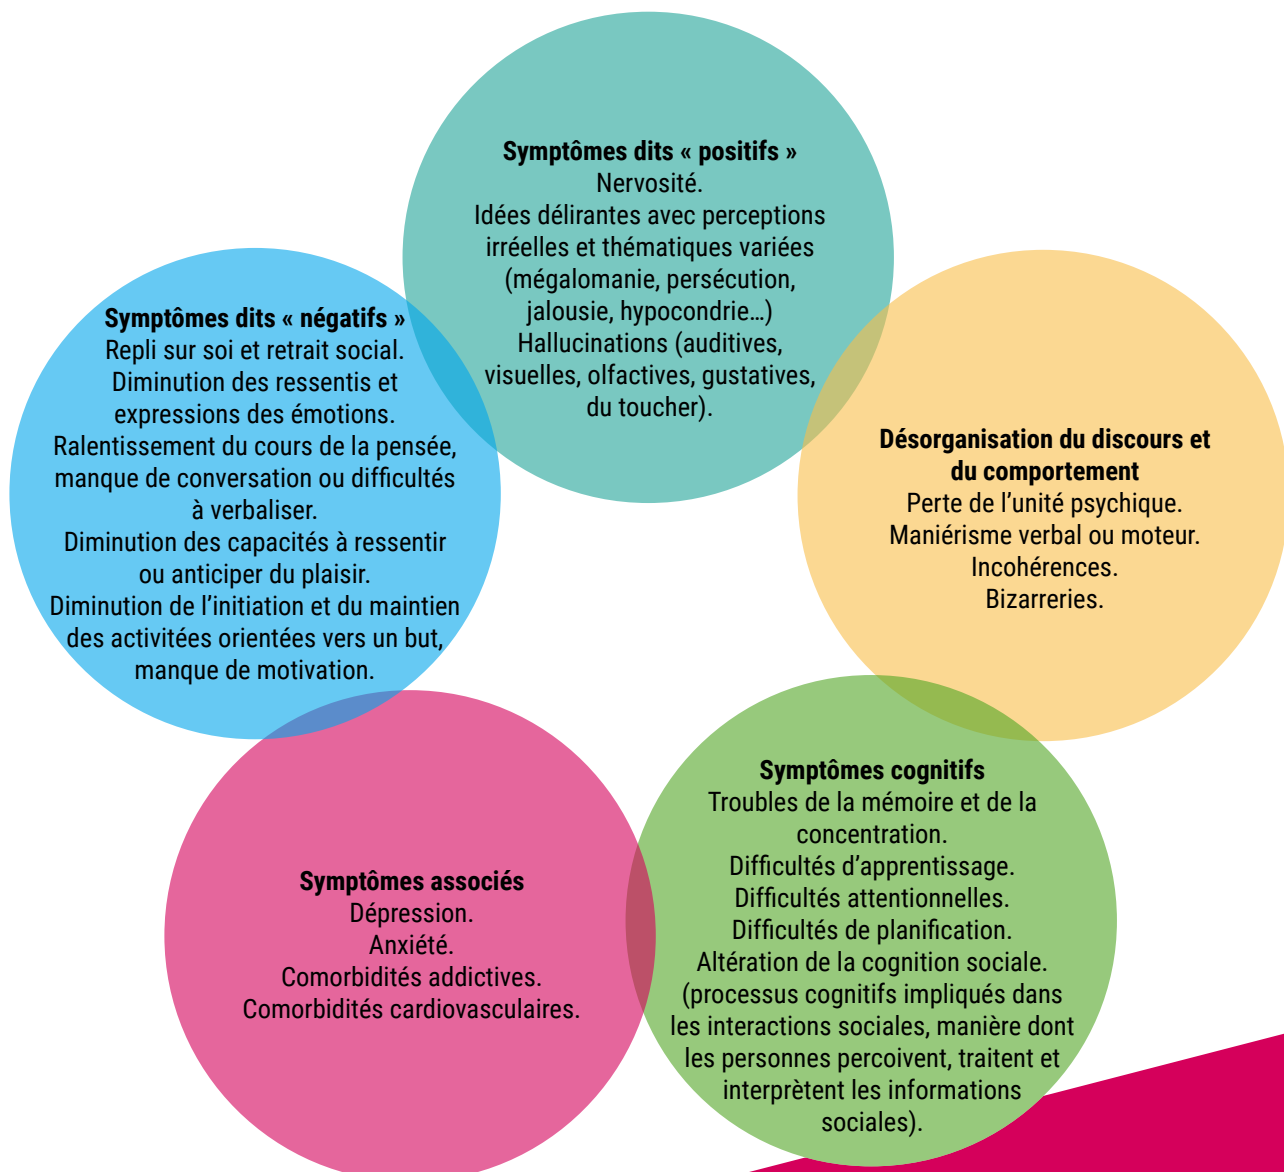 Symptômes dits « positifs »
Nervosité.
Idées délirantes avec perceptions
irréelles et thématiques variées
(mégalomanie, persécution,
jalousie, hypocondrie…)
Hallucinations (auditives,
visuelles, olfactives, gustatives,
du toucher).
Symptômes dits « négatifs »
Repli sur soi et retrait social.
Diminution des ressentis et
expressions des émotions.
Ralentissement du cours de la pensée,
manque de conversation ou difficultés
à verbaliser.
Diminution des capacités à ressentir
ou anticiper du plaisir.
Diminution de l’initiation et du maintien
des activitées orientées vers un but,
manque de motivation.
Désorganisation du discours et
du comportement
Perte de l’unité psychique.
Maniérisme verbal ou moteur.
Incohérences.
Bizarreries.
Symptômes associés
Dépression.
Anxiété.
Comorbidités addictives.
Comorbidités cardiovasculaires.
Symptômes cognitifs
Troubles de la mémoire et de la
concentration.
Difficultés d’apprentissage.
Difficultés attentionnelles.
Difficultés de planification.
Altération de la cognition sociale.
(processus cognitifs impliqués dans
les interactions sociales, manière dont
les personnes percoivent, traitent et
interprètent les informations
sociales).